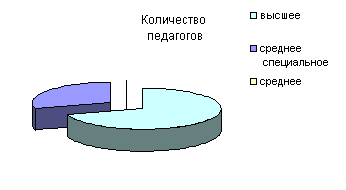 Количество
педагогов
высшее
среднее
специальное
среднее